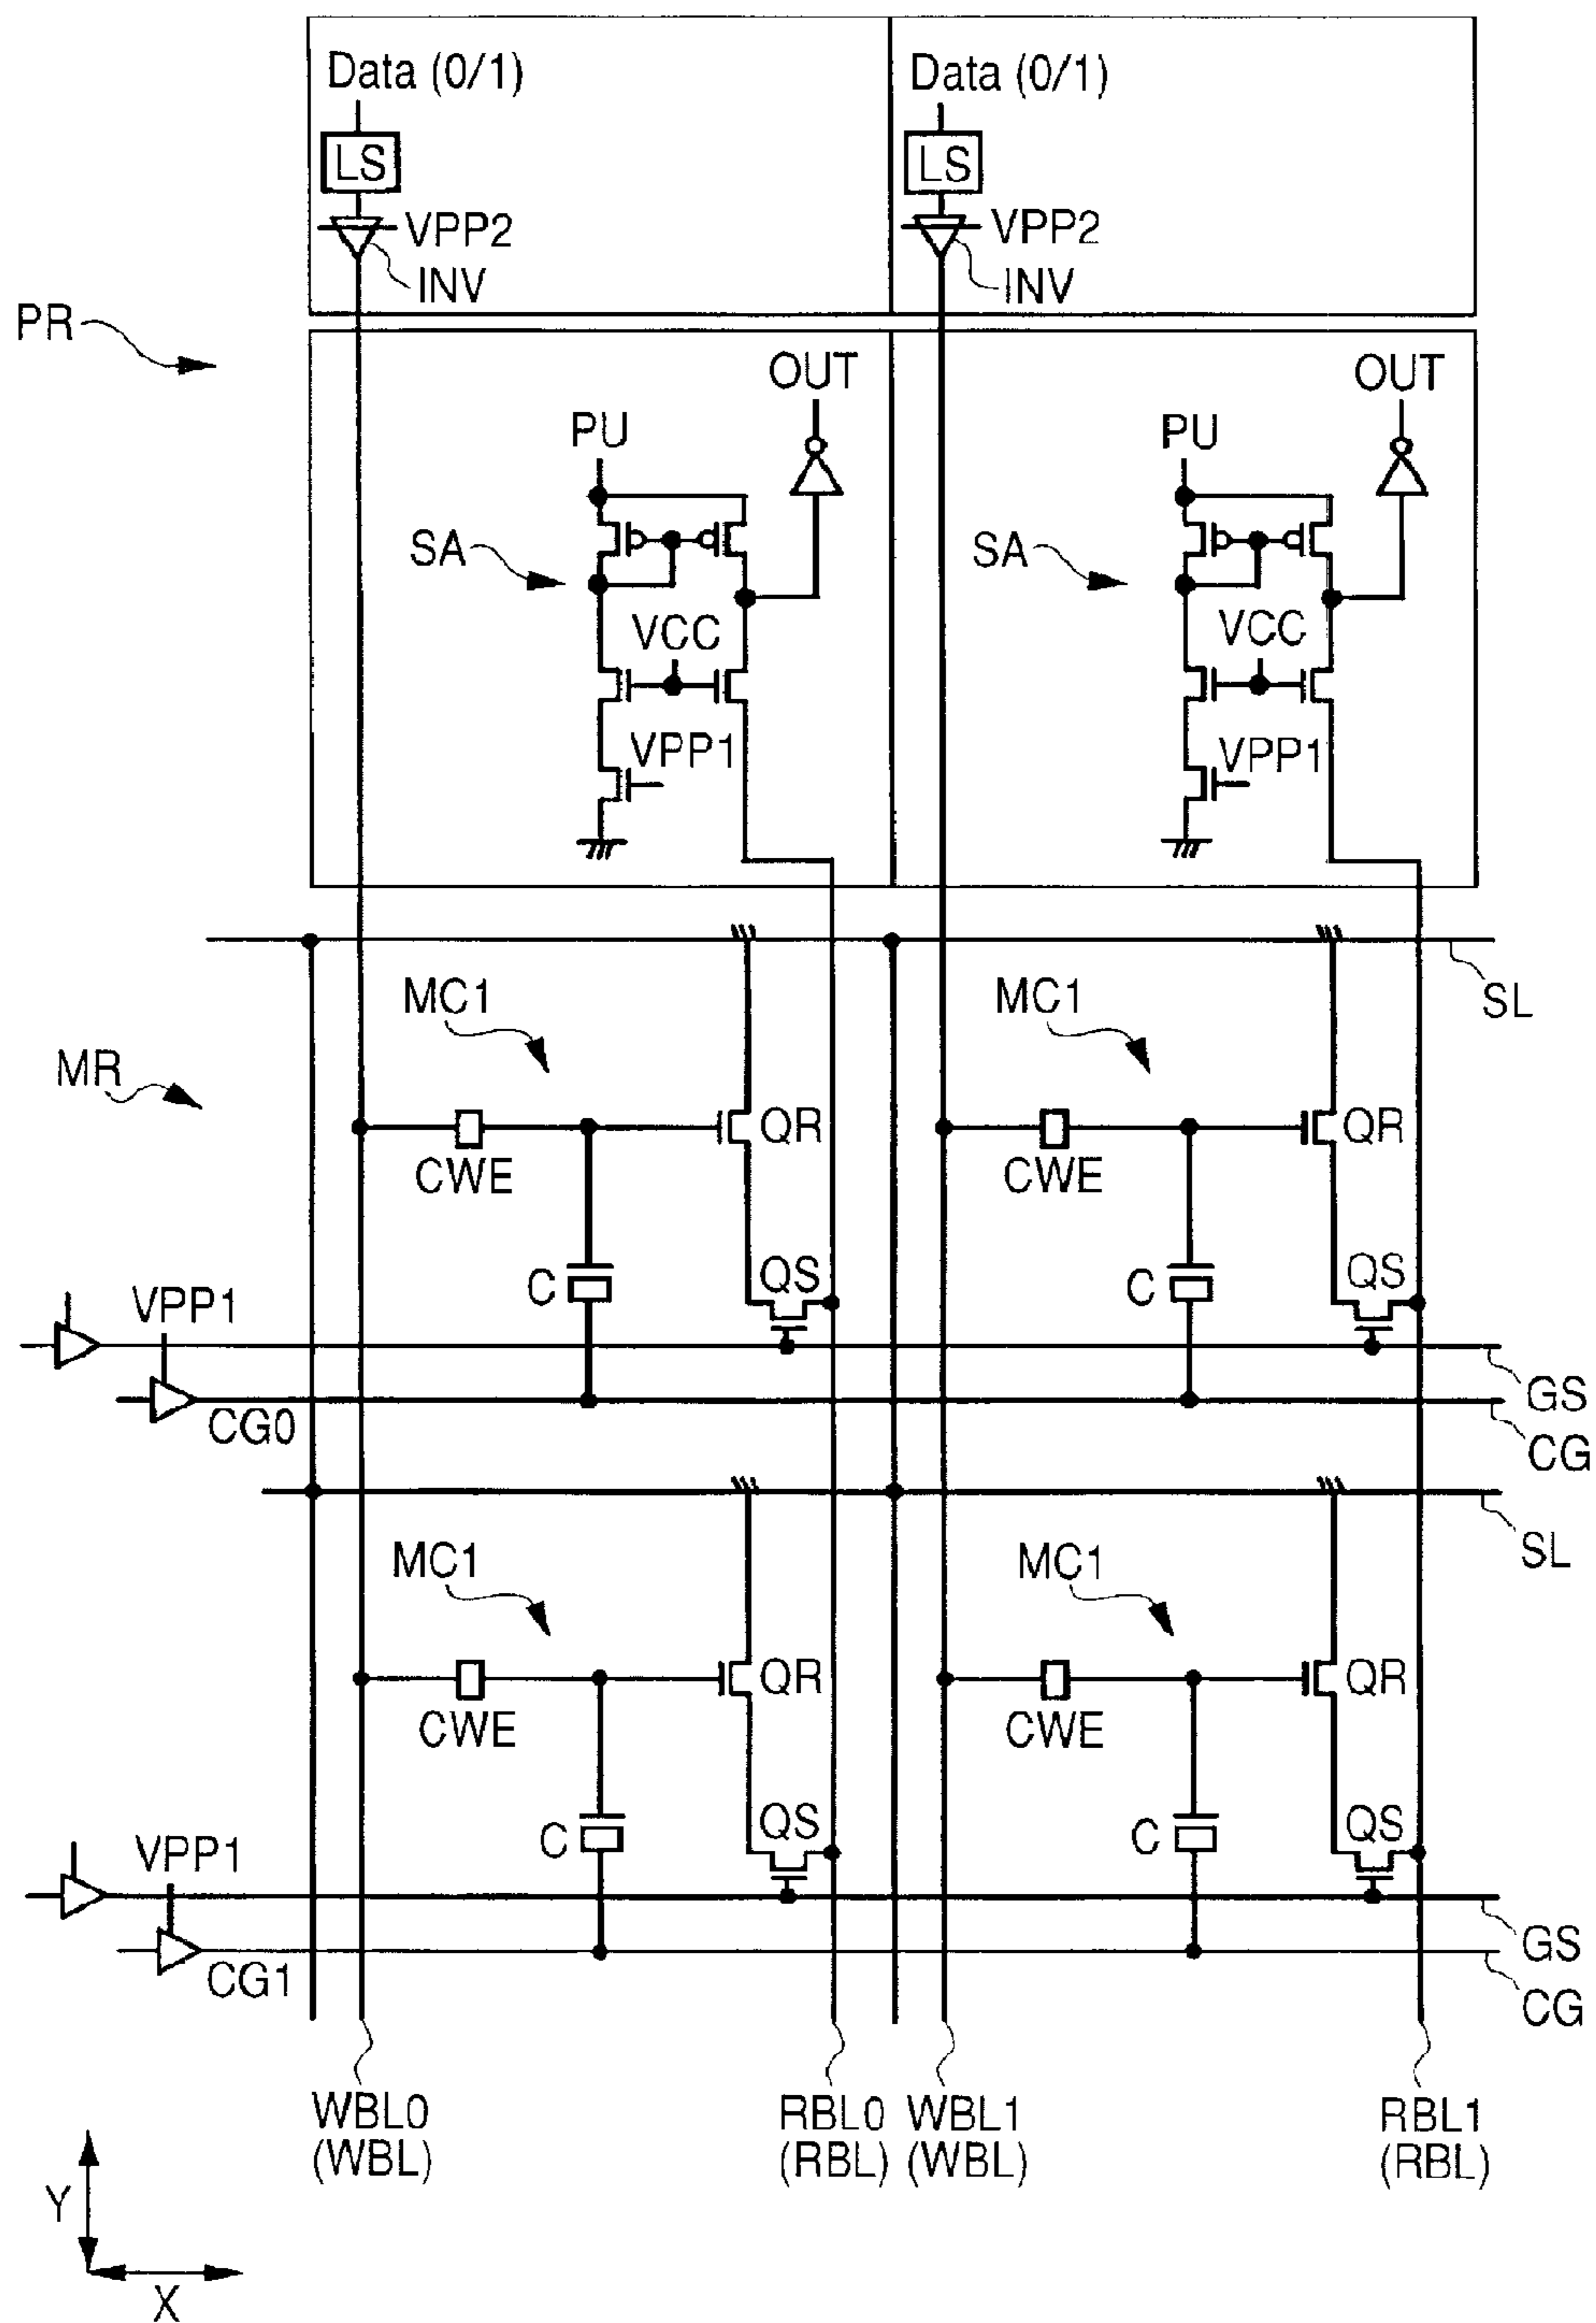 Data (0/1) Data (0/1)
LS LS
VPP2 VPP2
INV INV
PR
OUT OUT
PU PU
SA SA
VCC VCC
VPP1 VPP1
SL
MC1 MC1
MR
QR QR
CWE CWE
QS QS
C C
VPP1
GS
CG0 CG
SL
MC1 MC1
QR QR
CWE CWE
QS QS
C C
VPP1
GS
CG1 CG
WBL0 RBL0 WBL1 RBL1
(WBL) (RBL) (WBL) (RBL)
Y
X